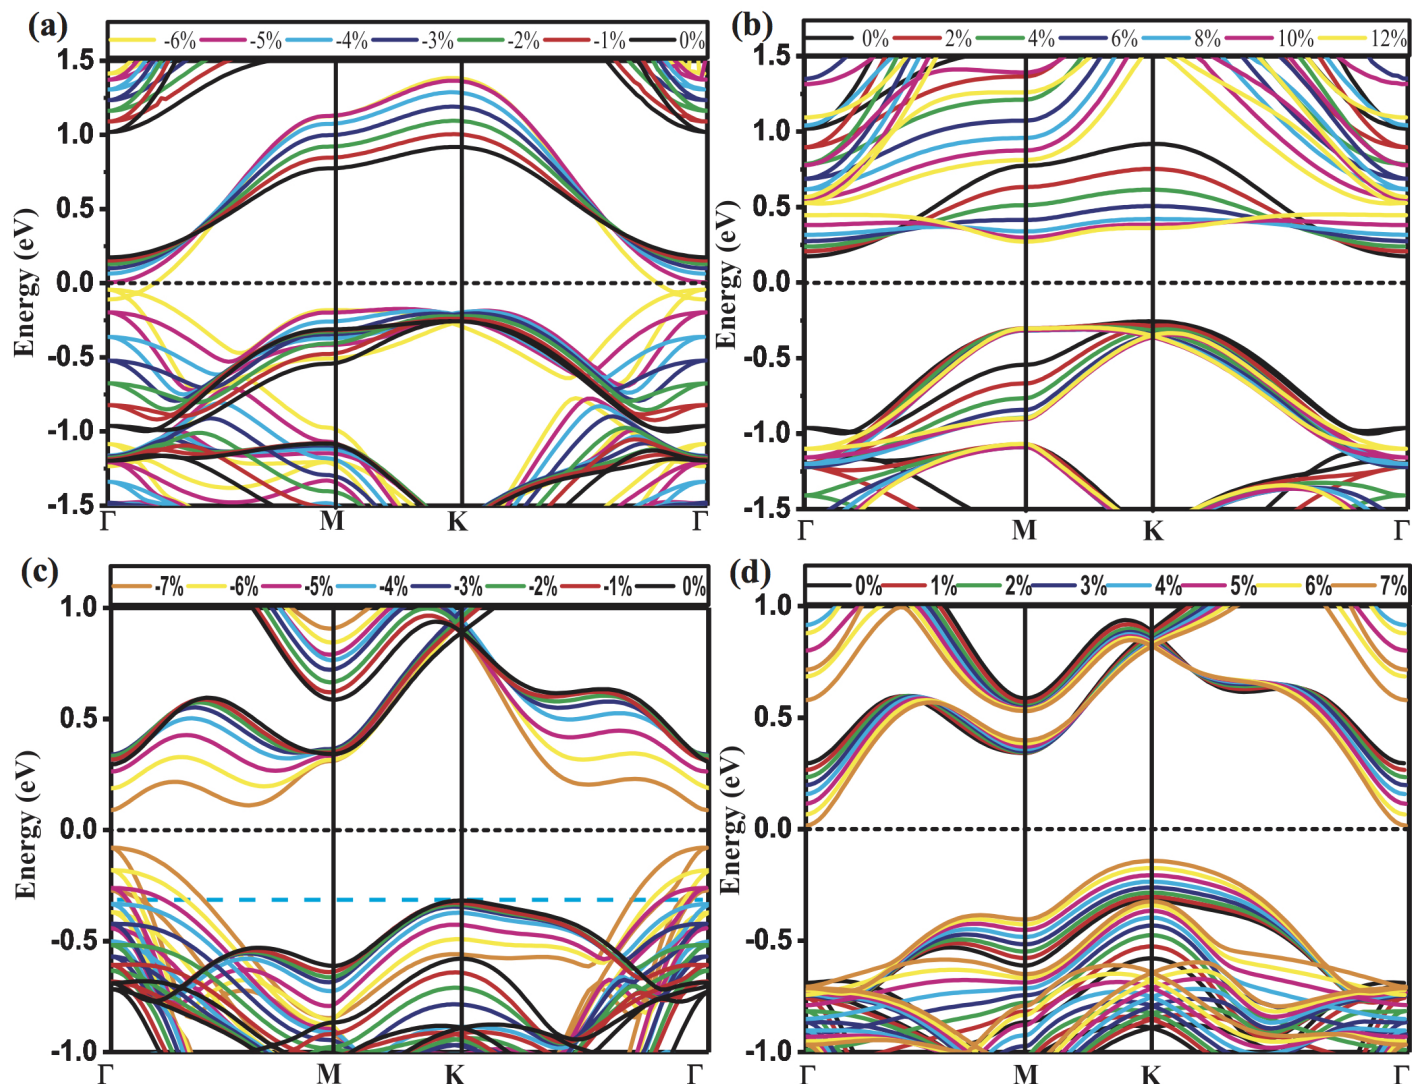 (a)
-6% -5% -4% -3% -2% -1% 0%
1.5
1.0
0.5
0.0
-0.5
-1.0
-1.5
Energy (eV)
Γ M K Γ
(b)
0% 2% 4% 6% 8% 10% 12%
1.5
1.0
0.5
0.0
-0.5
-1.0
-1.5
Energy (eV)
Γ M K Γ
(c)
-7% -6% -5% -4% -3% -2% -1% 0%
1.0
0.5
0.0
-0.5
-1.0
Energy (eV)
Γ M K Γ
(d)
0% 1% 2% 3% 4% 5% 6% 7%
1.0
0.5
0.0
-0.5
-1.0
Energy (eV)
Γ M K Γ